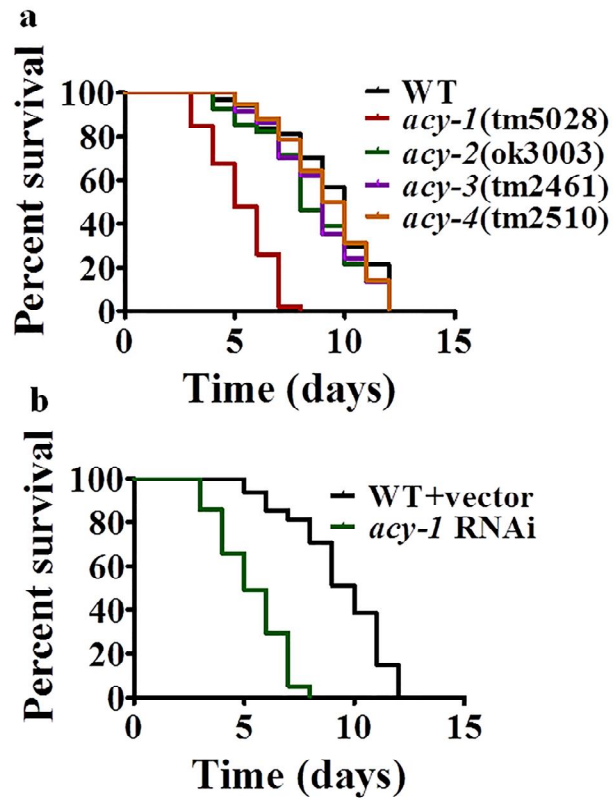 a
Percent survival
100
80
60
40
20
0
0 5 10 15
Time (days)
WT
acy-1(tm5028)
acy-2(ok3003)
acy-3(tm2461)
acy-4(tm2510)
b
Percent survival
100
80
60
40
20
0
0 5 10 15
Time (days)
WT+vector
acy-1 RNAi